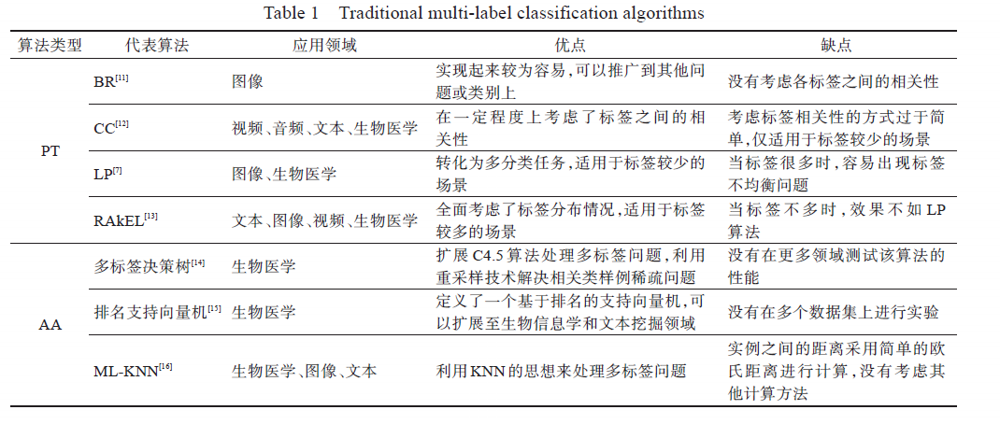 Table 1 Traditional multi-label classification algorithms
算法类型 代表算法 应用领域 优点 缺点
PT
BR[11] 图像 实现起来较为容易,可以推广到其他问
题或类别上 没有考虑各标签之间的相关性
CC[12] 视频、音频、文本、生物医学 在一定程度上考虑了标签之间的相
关性 考虑标签相关性的方式过于简
单,仅适用于标签较少的场景
LP[7] 图像、生物医学 转化为多分类任务,适用于标签较少的
场景 当标签很多时,容易出现标签
不均衡问题
RAkEL[13] 文本、图像、视频、生物医学 全面考虑了标签分布情况,适用于标签
较多的场景 当标签不多时,效果不如 LP
算法
AA
多标签决策树[14] 生物医学 扩展 C4.5 算法处理多标签问题,利用
重采样技术解决相关类样例稀疏问题 没有在更多领域测试该算法的
性能
排名支持向量机[15] 生物医学 定义了一个基于排名的支持向量机,可
以扩展至生物信息学和文本挖掘领域 没有在多个数据集上进行实验
ML-KNN[16] 生物医学、图像、文本 利用 KNN 的思想来处理多标签问题 实例之间的距离采用简单的欧
氏距离进行计算,没有考虑其
他计算方法